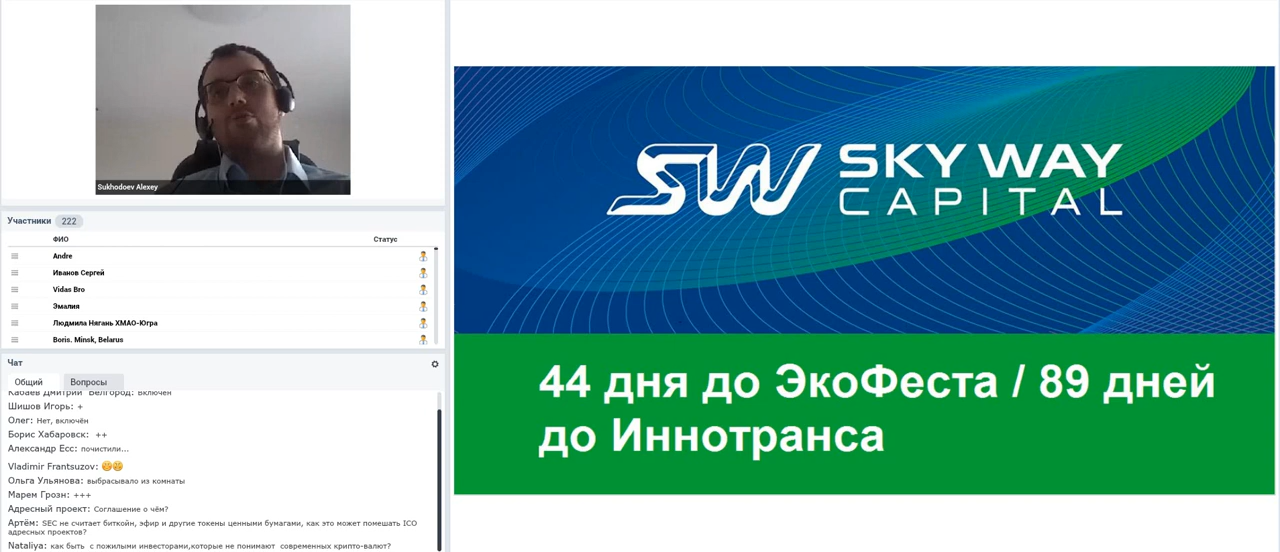 Sukhodoev Alexey
Участники 222
ФИО Статус
Andre
Иванов Сергей
Vidas Bro
Эмалия
Людмила Нягань ХМАО-Югра
Boris. Minsk, Belarus
Чат
Общий Вопросы
Кабаев Дмитрий Белгород: включен
Шишов Игорь: +
Олег: Нет, включён
Борис Хабаровск: ++
Александр Есс: почистили...
Vladimir Frantsuzov:
Ольга Ульянова: выбрасывало из комнаты
Марем Грозн: +++
Адресный проект: Соглашение о чём?
Артём: SEC не считает биткойн, эфир и другие токены ценными бумагами, как это может помешать ICO
адресных проектов?
Nataliya: как быть с пожилыми инвесторами,которые не понимают современных крипто-валют?
SW SKY WAY
CAPITAL
44 дня до ЭкоФеста / 89 дней
до Иннотранса